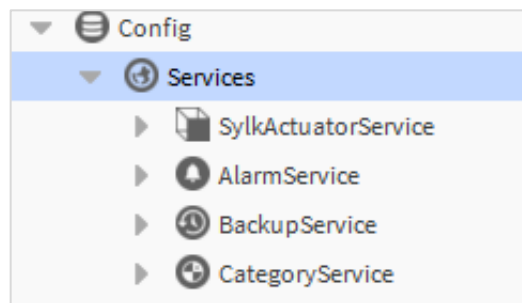 Config
Services
SylkActuatorService
AlarmService
BackupService
CategoryService